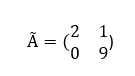 Ã = (2 1
0 9)